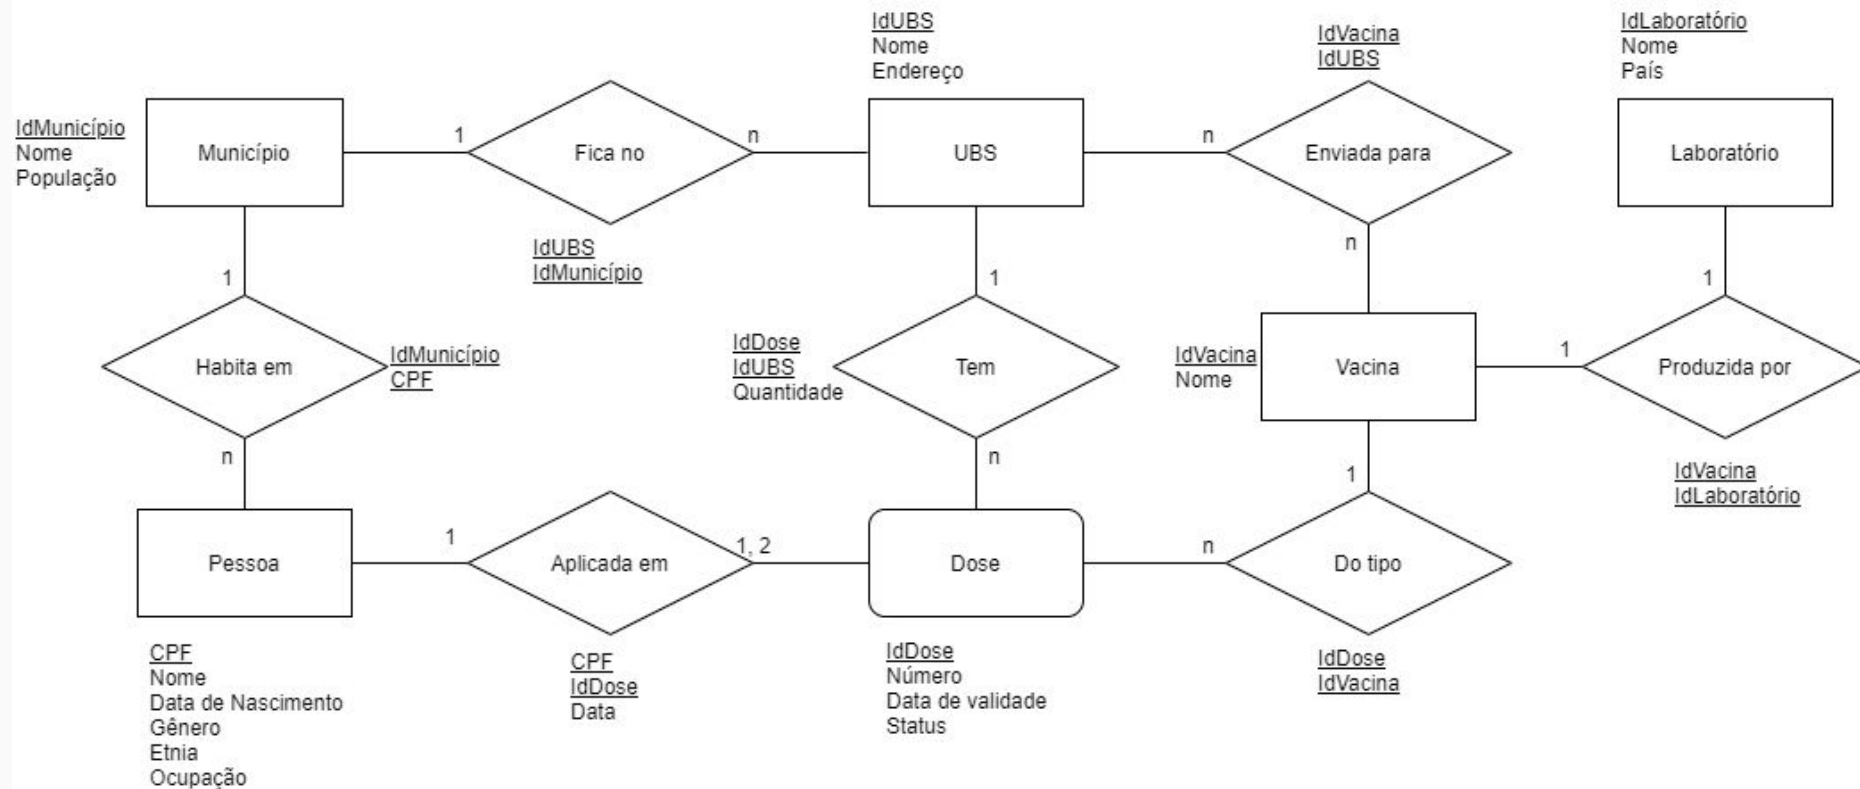 IdUBS
Nome
Endereço
IdVacina
IdUBS
IdLaboratório
Nome
País
IdMunicípio
Nome
População
Município
1
Fica no
n
UBS
n
Enviada para
Laboratório
IdUBS
IdMunicípio
n
1
1
1
Habita em
IdMunicípio
CPF
IdDose
IdUBS
Quantidade
Tem
IdVacina
Nome
Vacina
1
Produzida por
n
n
1
IdVacina
IdLaboratório
Pessoa
1
Aplicada em
1, 2
Dose
n
Do tipo
CPF
Nome
Data de Nascimento
Gênero
Etnia
Ocupação
CPF
IdDose
Data
IdDose
Número
Data de validade
Status
IdDose
IdVacina